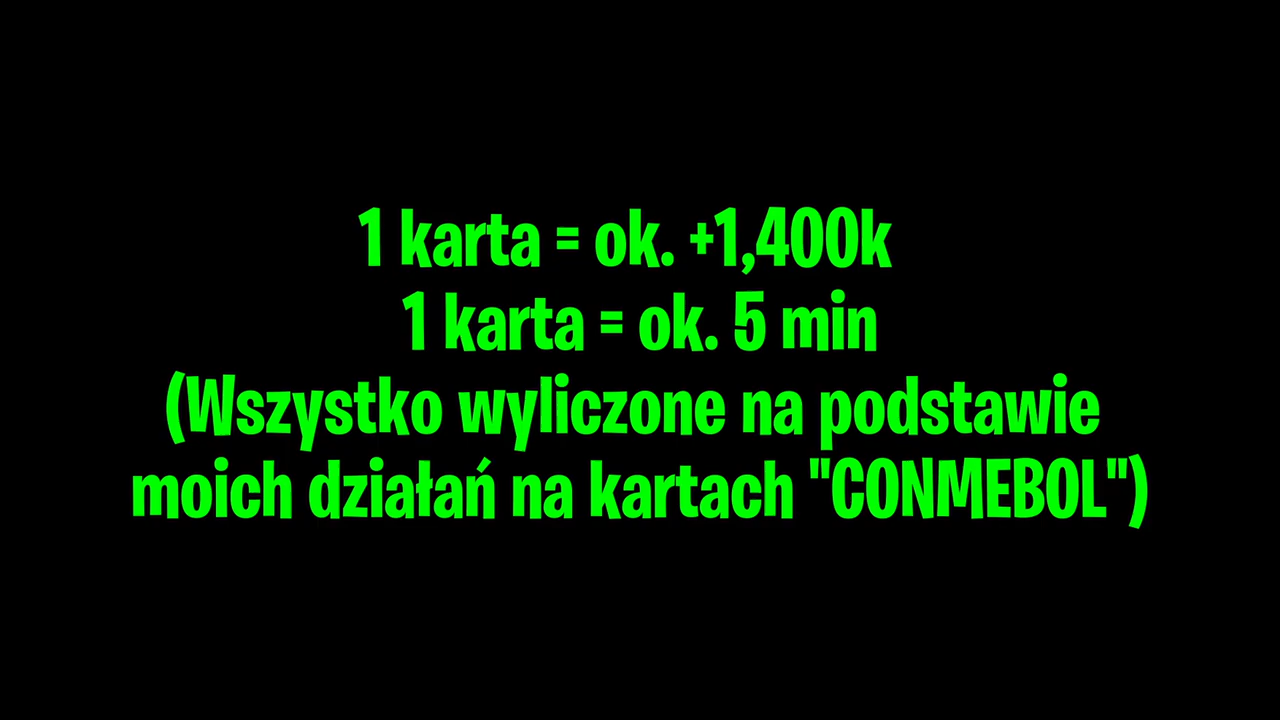 1 karta = ok. +1,400k
1 karta = ok. 5 min
(Wszystko wyliczone na podstawie
moich działań na kartach "CONMEBOL")